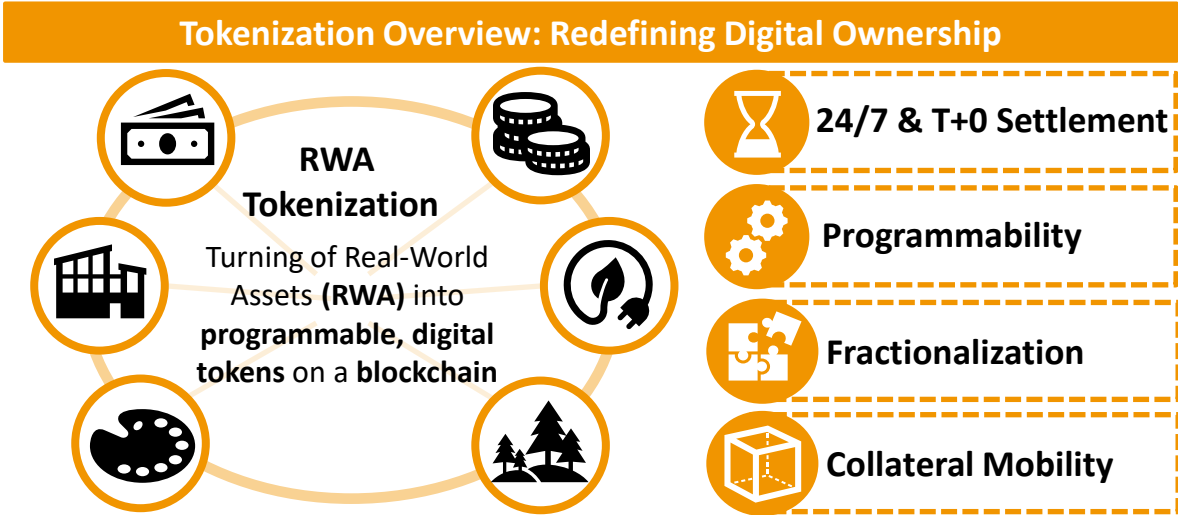 Tokenization Overview: Redefining Digital Ownership
RWA
Tokenization
Turning of Real-World
Assets (RWA) into
programmable, digital
tokens on a blockchain
24/7 & T+0 Settlement
Programmability
Fractionalization
Collateral Mobility